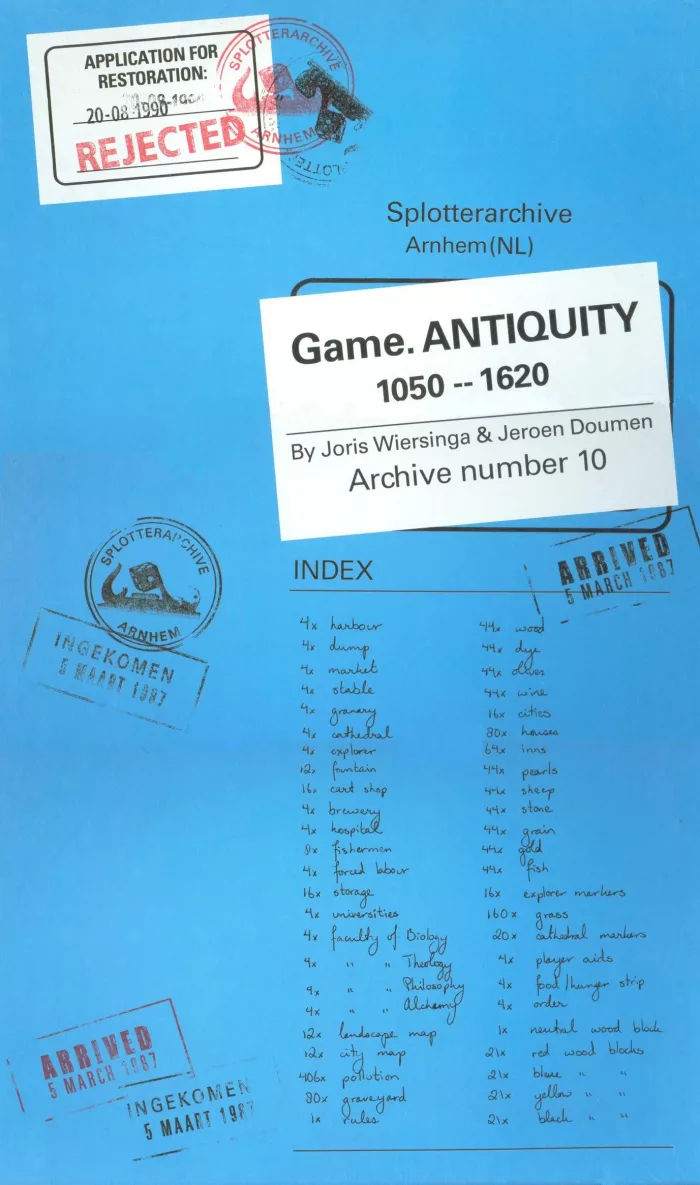 APPLICATION FOR
RESTORATION:
20-08 1990
REJECTED
SPLOTTERARCHIVE
ARNHEM
Splotterarchive
Arnhem (NL)
Game. ANTIQUITY
1050 -- 1620
By Joris Wiersinga & Jeroen Doumen
Archive number 10
ARRIVED
5 MARCH 1987
SPLOTTERARCHIVE
ARNHEM
INGEKOMEN
5 MAART 1987
INDEX
4x harbour
4x dump
4x market
4x stable
4x granary
4x cathedral
4x explorer
12x fountain
16x cart shop
4x brewery
4x hospital
8x fishermen
4x forced labour
16x storage
4x universities
4x faculty of Biology
4x " " Theology
4x " " Philosophy
4x " " Alchemy
12x landscape map
12x city map
406x pollution
80x graveyard
1x rules
44x wood
44x dye
44x olives
44x wine
16x cities
80x houses
64x inns
44x pearls
44x sheep
44x stone
44x grain
44x gold
44x fish
16x explorer markers
160x grass
20x cathedral markers
4x player aids
4x food/hunger strip
4x order
1x neutral wood block
21x red wood blocks
21x blue " "
21x yellow " "
21x black " "
ARRIVED
5 MARCH 1987
INGEKOMEN
5 MAART 1987